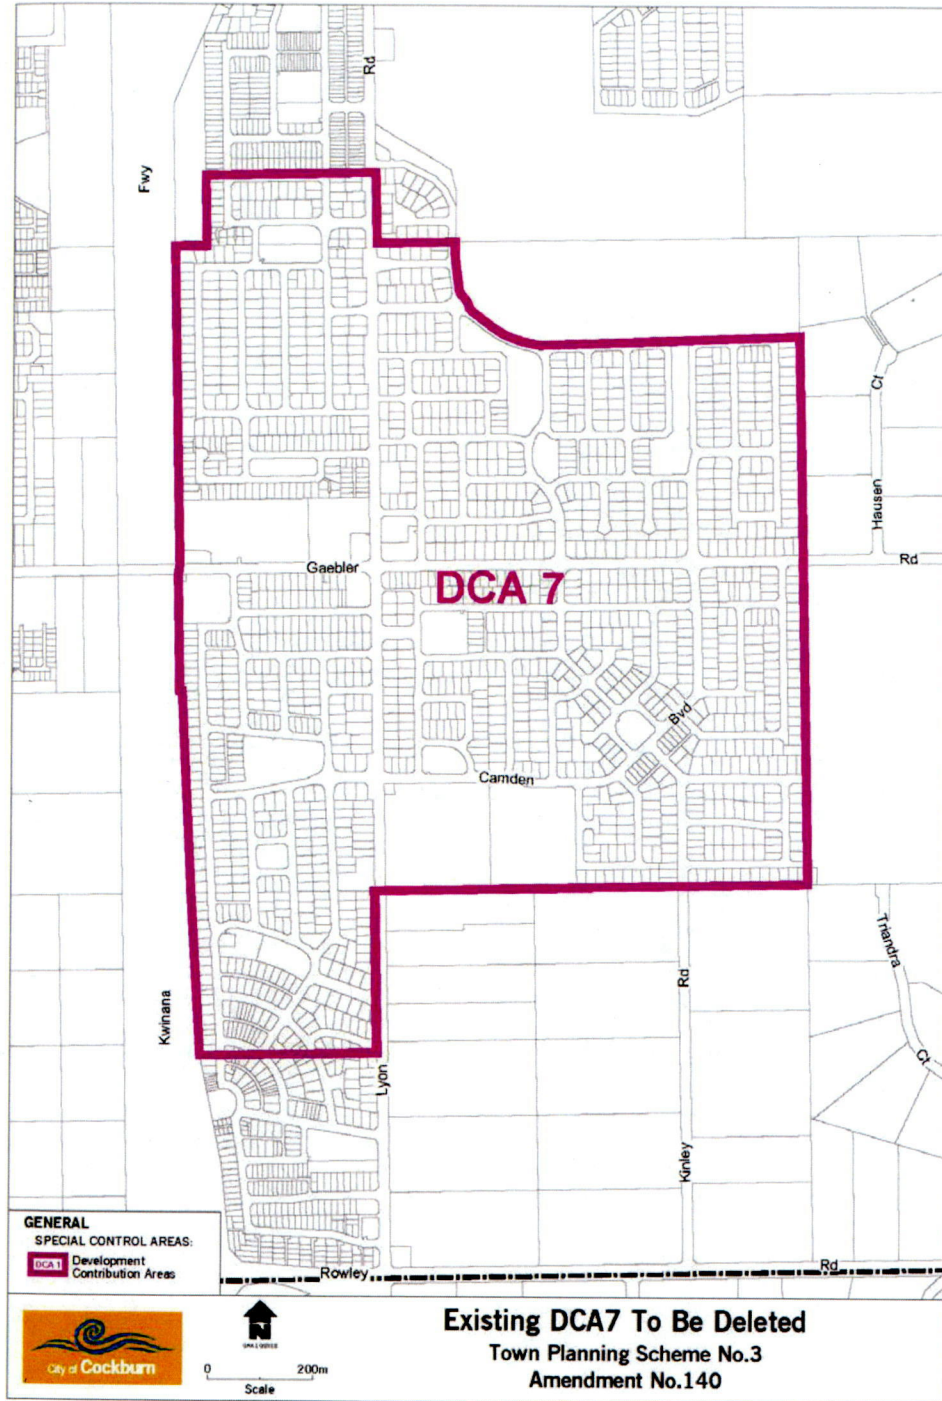 Rd
Fwy
Ct
Hausen
Gaebler
Rd
DCA 7
Bvd
Camden
Triandra
Rd
Kwinana
Ct
Lyon
Kinley
GENERAL
SPECIAL CONTROL AREAS:
DCA 1 Development
Contribution Areas
Rowley
Rd
N
City of Cockburn
0 200m
Scale
Existing DCA7 To Be Deleted
Town Planning Scheme No.3
Amendment No.140